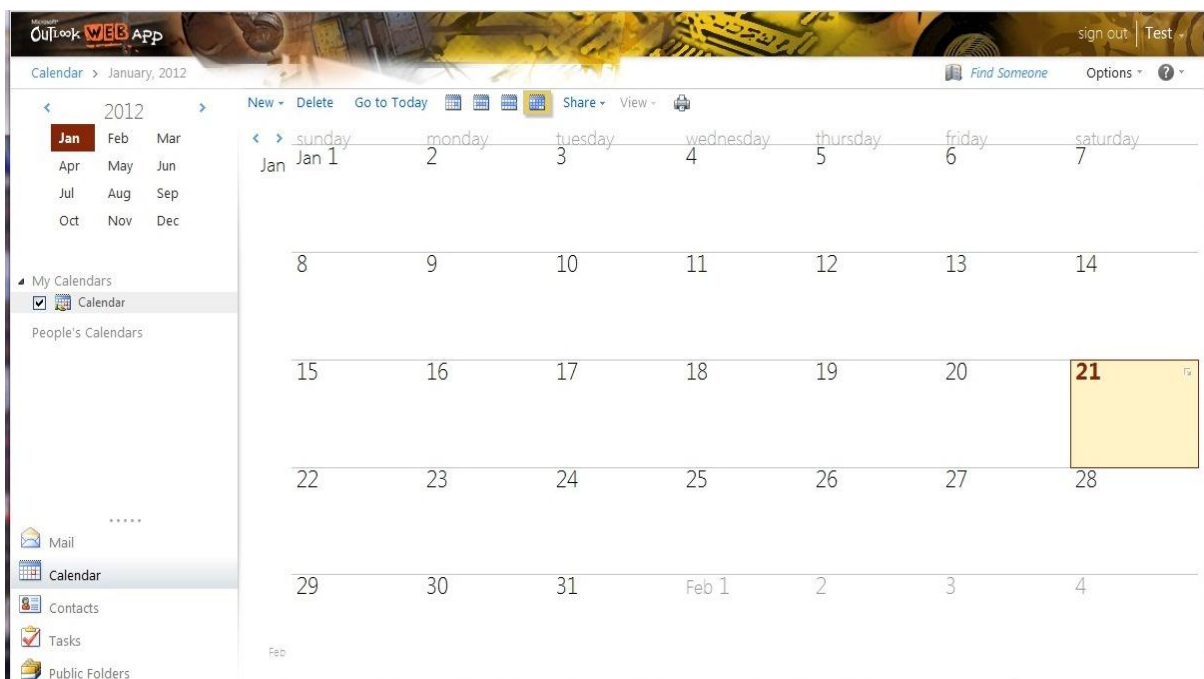 Microsoft
OuTLook WEB APP
sign out | Test
Calendar > January, 2012
Find Someone
Options
?
< 2012 >
Jan Feb Mar
Apr May Jun
Jul Aug Sep
Oct Nov Dec
My Calendars
Calendar
People's Calendars
Mail
Calendar
Contacts
Tasks
Public Folders
New Delete Go to Today Share View
< > sunday monday tuesday wednesday thursday friday saturday
Jan Jan 1 2 3 4 5 6 7
8 9 10 11 12 13 14
15 16 17 18 19 20 21
22 23 24 25 26 27 28
29 30 31 Feb 1 2 3 4
Feb